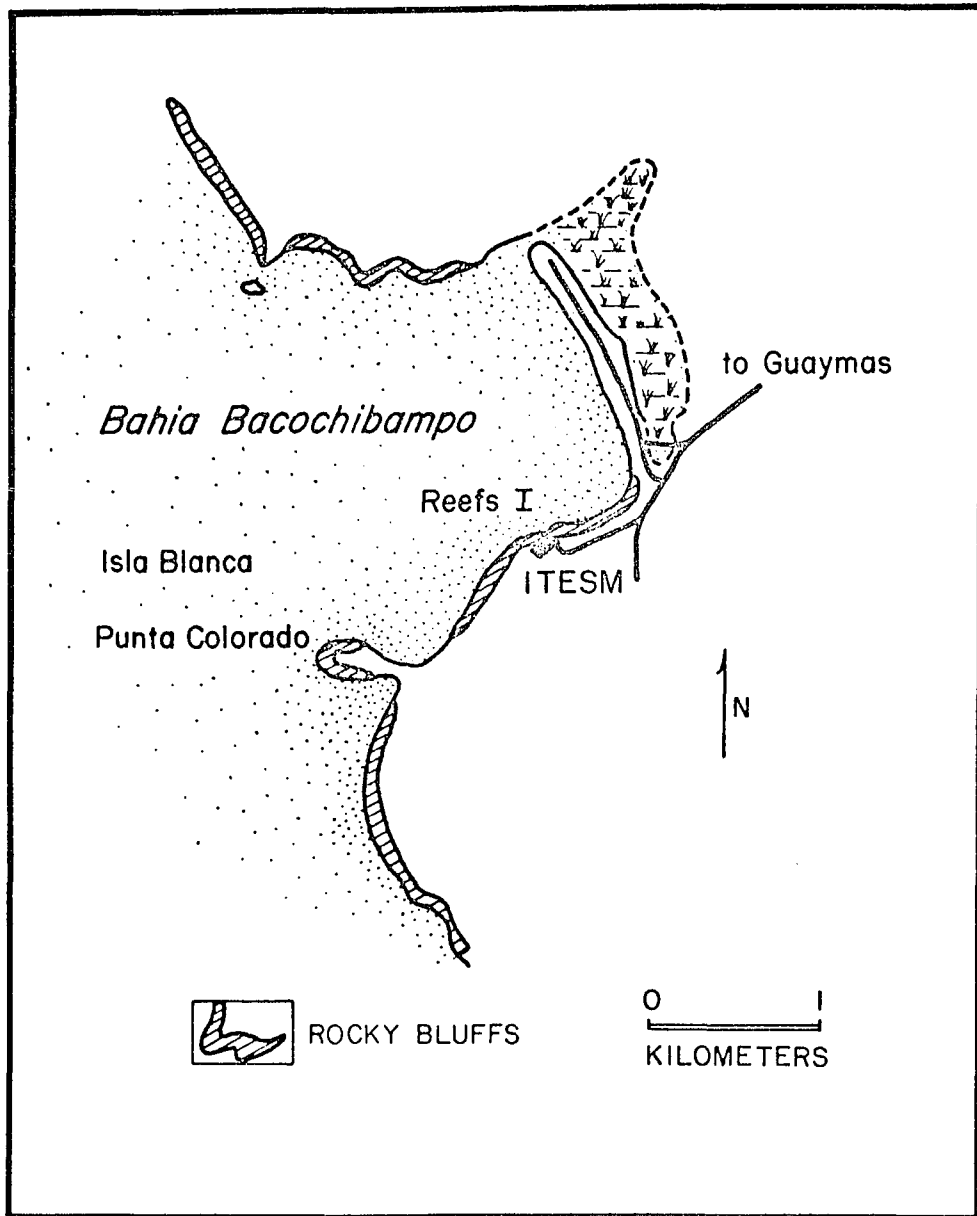 to Guaymas
Bahia Bacochibampo
Reefs I
Isla Blanca
ITESM
Punta Colorado
N
ROCKY BLUFFS
0 1
KILOMETERS